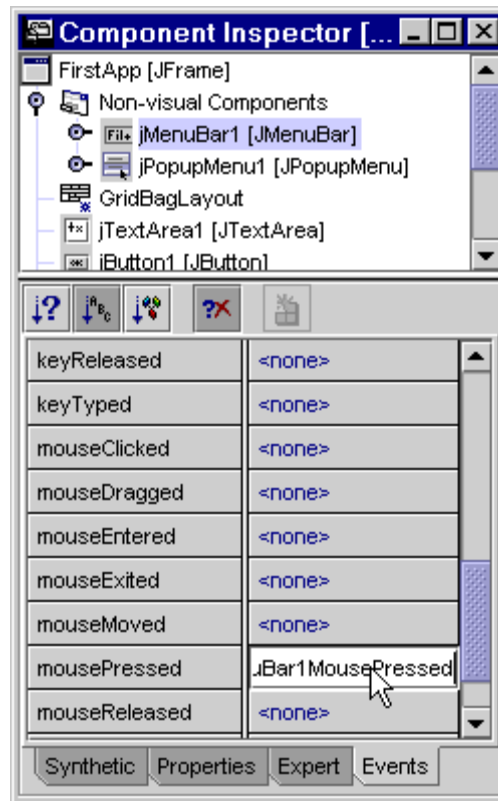 Component Inspector [...
FirstApp [JFrame]
Non-visual Components
jMenuBar1 [JMenuBar]
jPopupMenu1 [JPopupMenu]
GridBagLayout
jTextArea1 [JTextArea]
jButton1 [JButton]
keyReleased <none>
keyTyped <none>
mouseClicked <none>
mouseDragged <none>
mouseEntered <none>
mouseExited <none>
mouseMoved <none>
mousePressed uBar1MousePressed
mouseReleased <none>
Synthetic Properties Expert Events